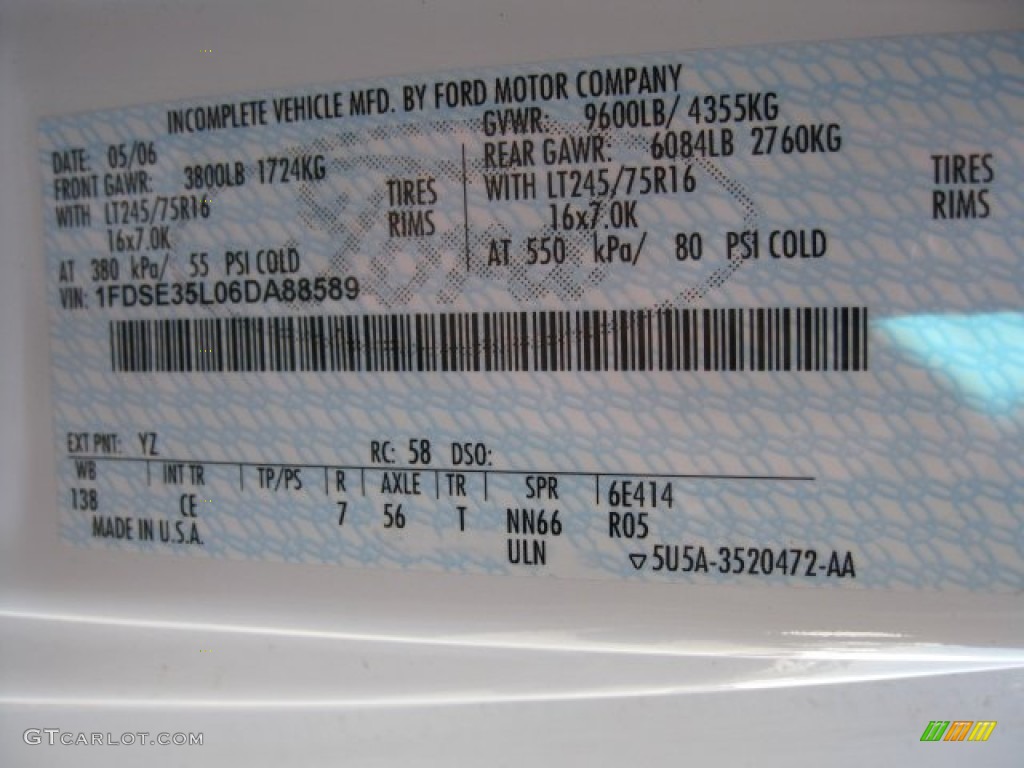 INCOMPLETE VEHICLE MFD. BY FORD MOTOR COMPANY
DATE: 05/06 GVWR: 9600LB/ 4355KG
FRONT GAWR: 3800LB 1724KG REAR GAWR: 6084LB 2760KG
WITH LT245/75R16 TIRES WITH LT245/75R16 TIRES
16x7.0K RIMS 16x7.0K RIMS
AT 380 kPa/ 55 PSI COLD AT 550 kPa/ 80 PSI COLD
VIN: 1FDSE35L06DA88589
EXT PNT: YZ RC: 58 DSO:
WB INT TR TP/PS R AXLE TR SPR 6E414
138 CE 7 56 T NN66 R05
MADE IN U.S.A. ULN ▽5U5A-3520472-AA
GTCARLOT.COM